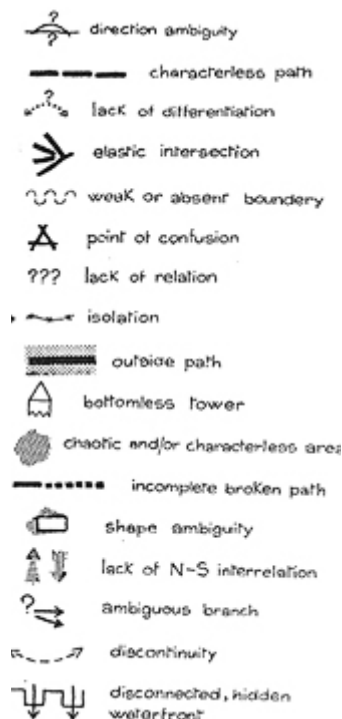 ?
?
direction ambiguity
characterless path
?
lack of differentiation
elastic intersection
weak or absent boundery
point of confusion
??? lack of relation
isolation
outside path
bottomless tower
chaotic and/or characterless area
incomplete broken path
shape ambiguity
lack of N-S interrelation
? ambiguous branch
discontinuity
disconnected, hidden
waterfront